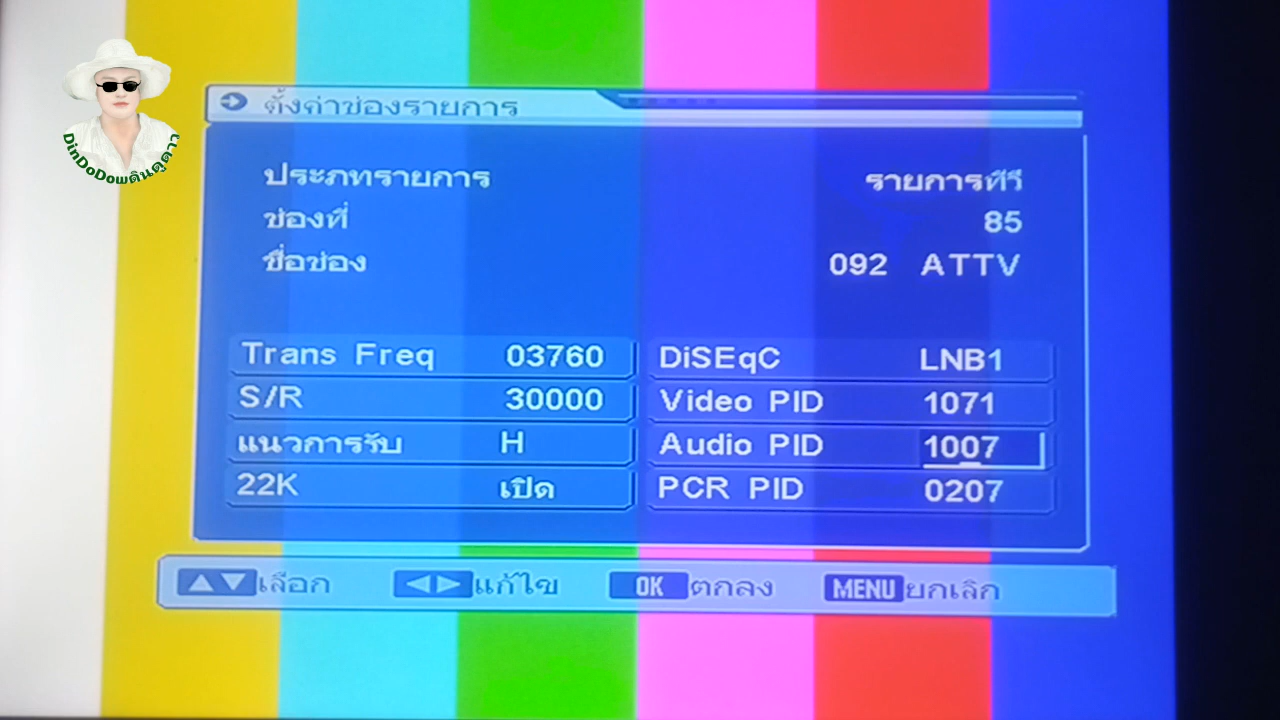 DinDoDowดินดูดาว
ตั้งค่าช่องรายการ
ประภทรายการ รายการทีวี
ช่องที่ 85
ชื่อช่อง 092 ATTV
Trans Freq 03760 DiSEqC LNB1
S/R 30000 Video PID 1071
แนวการรับ H Audio PID 1007
22K เปิด PCR PID 0207
▲▼เลือก ◀▶แก้ไข OK ตกลง MENU ยกเลิก